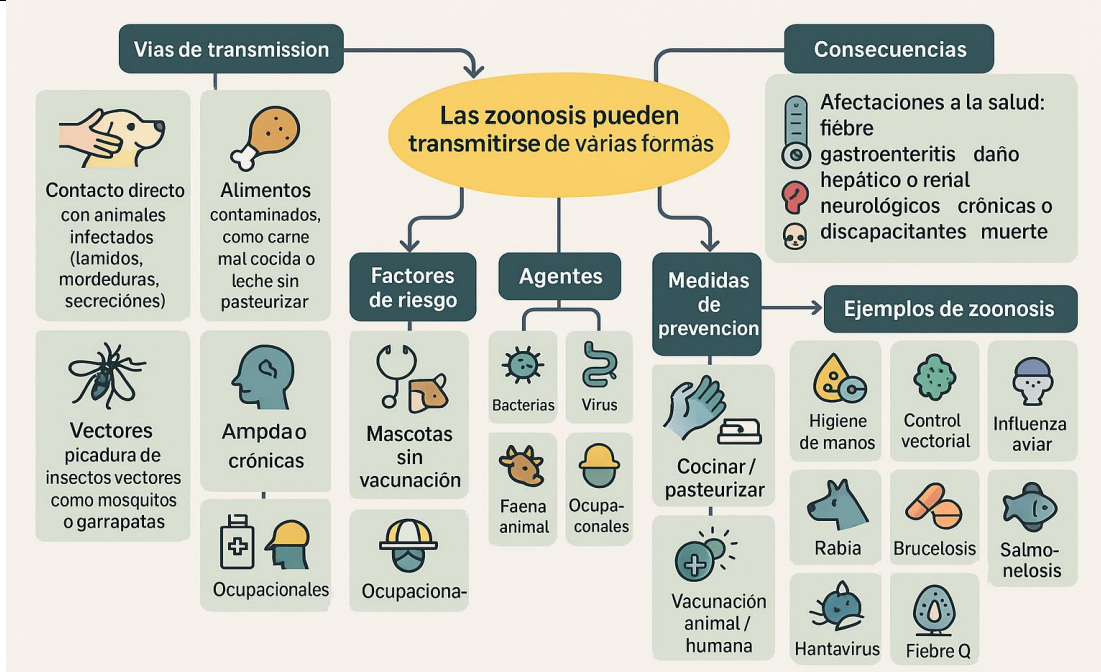 Vias de transmission
Consecuencias
Las zoonosis pueden
transmitirse de vàrias formàs
Contacto directo
con animales
infectados
(lamidos,
mordeduras,
secreciónes)
Alimentos
contaminados,
como carne
mal cocida o
leche sin
pasteurizar
Afectaciones a la salud:
fiébre
gastroenteritis daño
hepático o renial
neurológicos crônicas o
discapacitantes muerte
Vectores
picadura de
insectos vectores
como mosquitos
o garrapatas
Ampdao
crónicas
Ocupacionales
Factores
de riesgo
Mascotas
sin
vacunación
Ocupaciona-
Agentes
Bacterias
Virus
Faena
animal
Ocupa-
conales
Medidas
de
prevencion
Cocinar/
pasteurizar
Vacunación
animal /
humana
Ejemplos de zoonosis
Higiene
de manos
Control
vectorial
Influenza
aviar
Rabia
Brucelosis
Salmo-
nelosis
Hantavirus
Fiebre Q